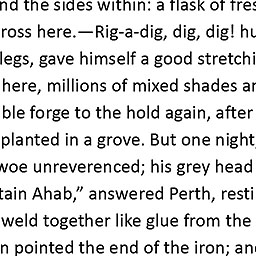 nd the sides within: a flask of fres
ross here.—Rig-a-dig, dig, dig! hu
legs, gave himself a good stretchi
here, millions of mixed shades an
ble forge to the hold again, after
planted in a grove. But one night,
woe unreverenced; his grey head
tain Ahab,” answered Perth, resti
weld together like glue from the
n pointed the end of the iron; and